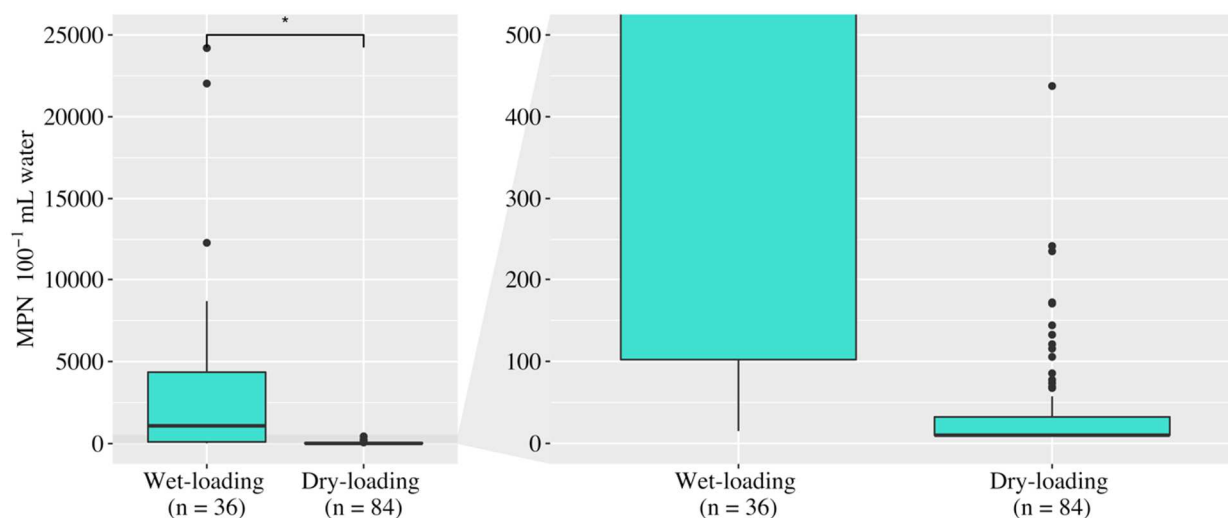 *
25000
20000
15000
10000
5000
0
MPN 100⁻¹ mL water
Wet-loading
(n = 36)
Dry-loading
(n = 84)
500
400
300
200
100
0
Wet-loading
(n = 36)
Dry-loading
(n = 84)